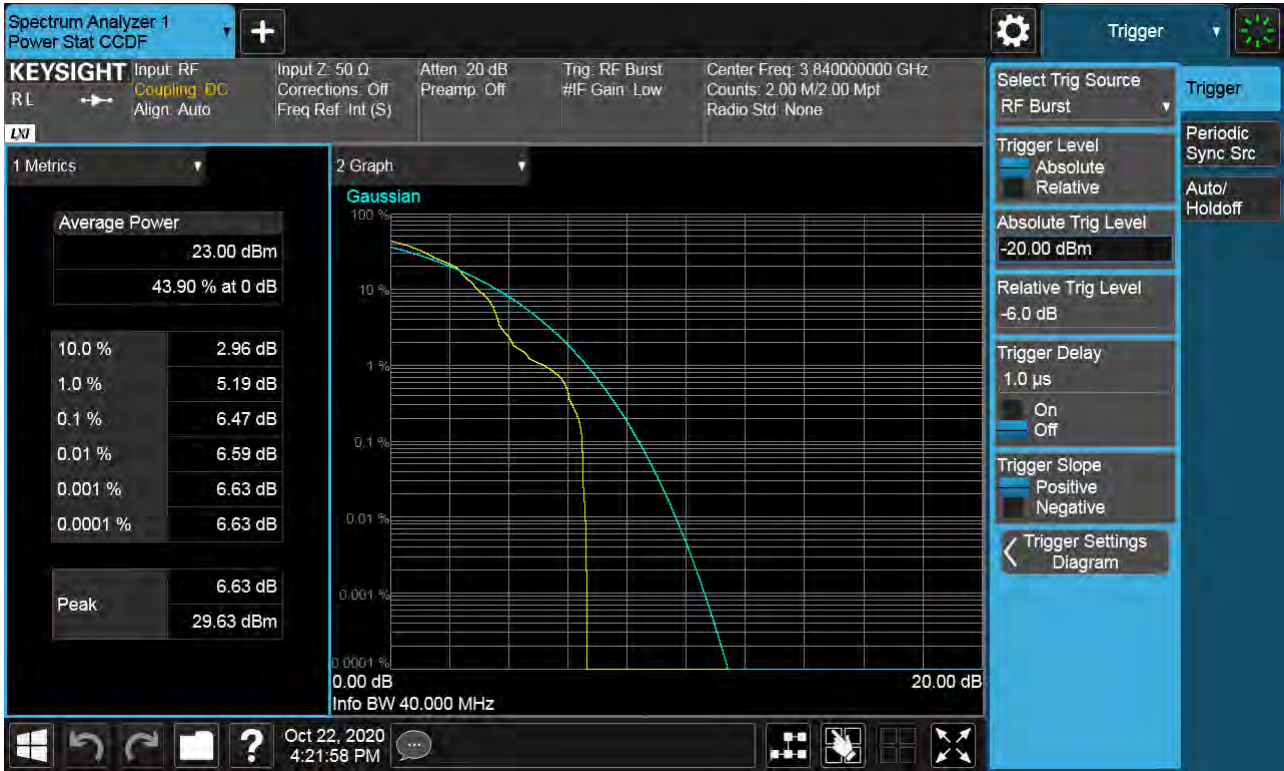 Spectrum Analyzer 1
Power Stat CCDF
+
Trigger
KEYSIGHT
RL
LXI
Input: RF
Coupling: DC
Align: Auto
Input Z: 50 Ω
Corrections: Off
Freq Ref: Int (S)
Atten: 20 dB
Preamp: Off
Trig: RF Burst
#IF Gain: Low
Center Freq: 3.840000000 GHz
Counts: 2.00 M/2.00 Mpt
Radio Std: None
1 Metrics
Average Power
23.00 dBm
43.90 % at 0 dB
10.0 % 2.96 dB
1.0 % 5.19 dB
0.1 % 6.47 dB
0.01 % 6.59 dB
0.001 % 6.63 dB
0.0001 % 6.63 dB
Peak
6.63 dB
29.63 dBm
2 Graph
Gaussian
100 %
10 %
1 %
0.1 %
0.01 %
0.001 %
0.0001 %
0.00 dB 20.00 dB
Info BW 40.000 MHz
Select Trig Source
RF Burst
Trigger Level
Absolute
Relative
Absolute Trig Level
-20.00 dBm
Relative Trig Level
-6.0 dB
Trigger Delay
1.0 µs
On
Off
Trigger Slope
Positive
Negative
Trigger Settings
Diagram
Trigger
Periodic
Sync Src
Auto/
Holdoff
?
Oct 22, 2020
4:21:58 PM